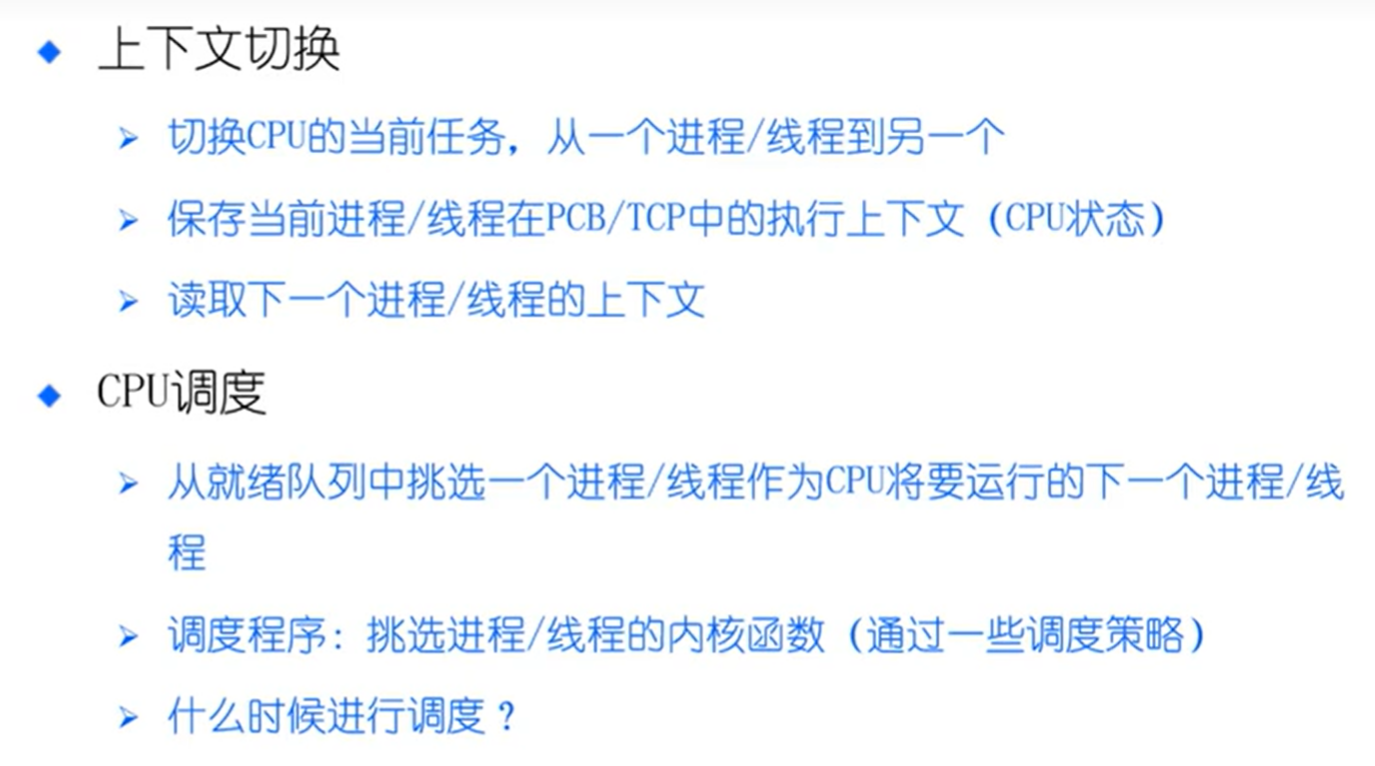 上下文切换
切换CPU的当前任务，从一个进程/线程到另一个
保存当前进程/线程在PCB/TCP中的执行上下文（CPU状态）
读取下一个进程/线程的上下文
CPU调度
从就绪队列中挑选一个进程/线程作为CPU将要运行的下一个进程/线
程
调度程序：挑选进程/线程的内核函数（通过一些调度策略）
什么时候进行调度？